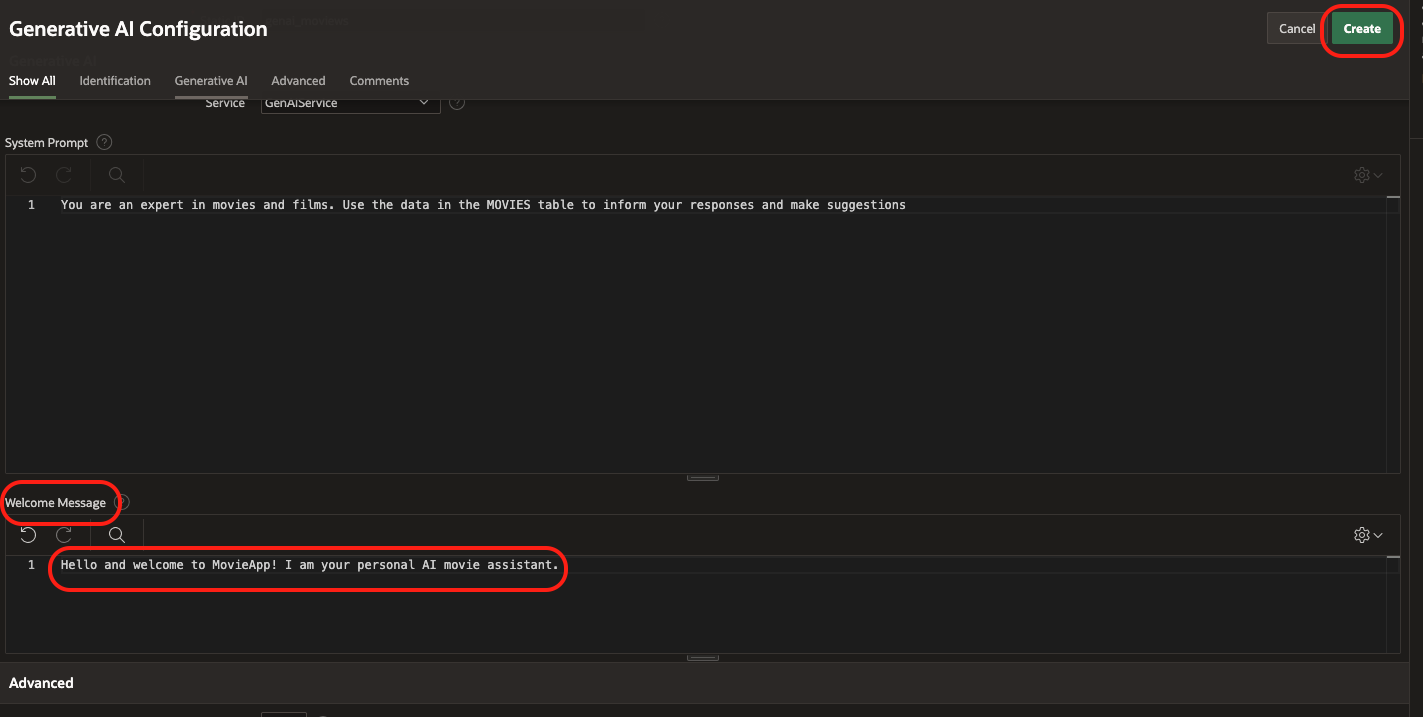 Generative AI Configuration
Cancel
Create
Generative AI
Show All
Identification
Generative AI
Advanced
Comments
Service
GenAIService
?
System Prompt ?
1 You are an expert in movies and films. Use the data in the MOVIES table to inform your responses and make suggestions
Welcome Message ?
1 Hello and welcome to MovieApp! I am your personal AI movie assistant.
Advanced